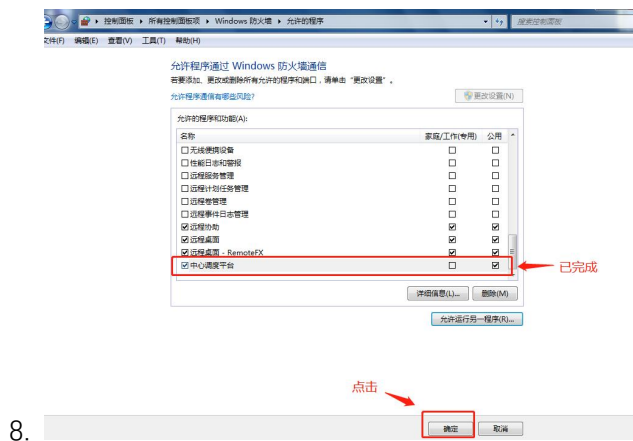 控制面板 ▸ 所有控制面板项 ▸ Windows 防火墙 ▸ 允许的程序
搜索控制面板
文件(F) 编辑(E) 查看(V) 工具(T) 帮助(H)
允许程序通过 Windows 防火墙通信
若要添加、更改或删除所有允许的程序和端口，请单击“更改设置”。
允许程序通信有哪些风险?
更改设置(N)
允许的程序和功能(A):
名称 家庭/工作(专用) 公用
无线便携设备
性能日志和警报
远程服务管理
远程计划任务管理
远程卷管理
远程事件日志管理
远程协助
远程桌面
远程桌面 - RemoteFX
中心调度平台
已完成
详细信息(L)... 删除(M)
允许运行另一程序(R)...
点击
8.
确定 取消